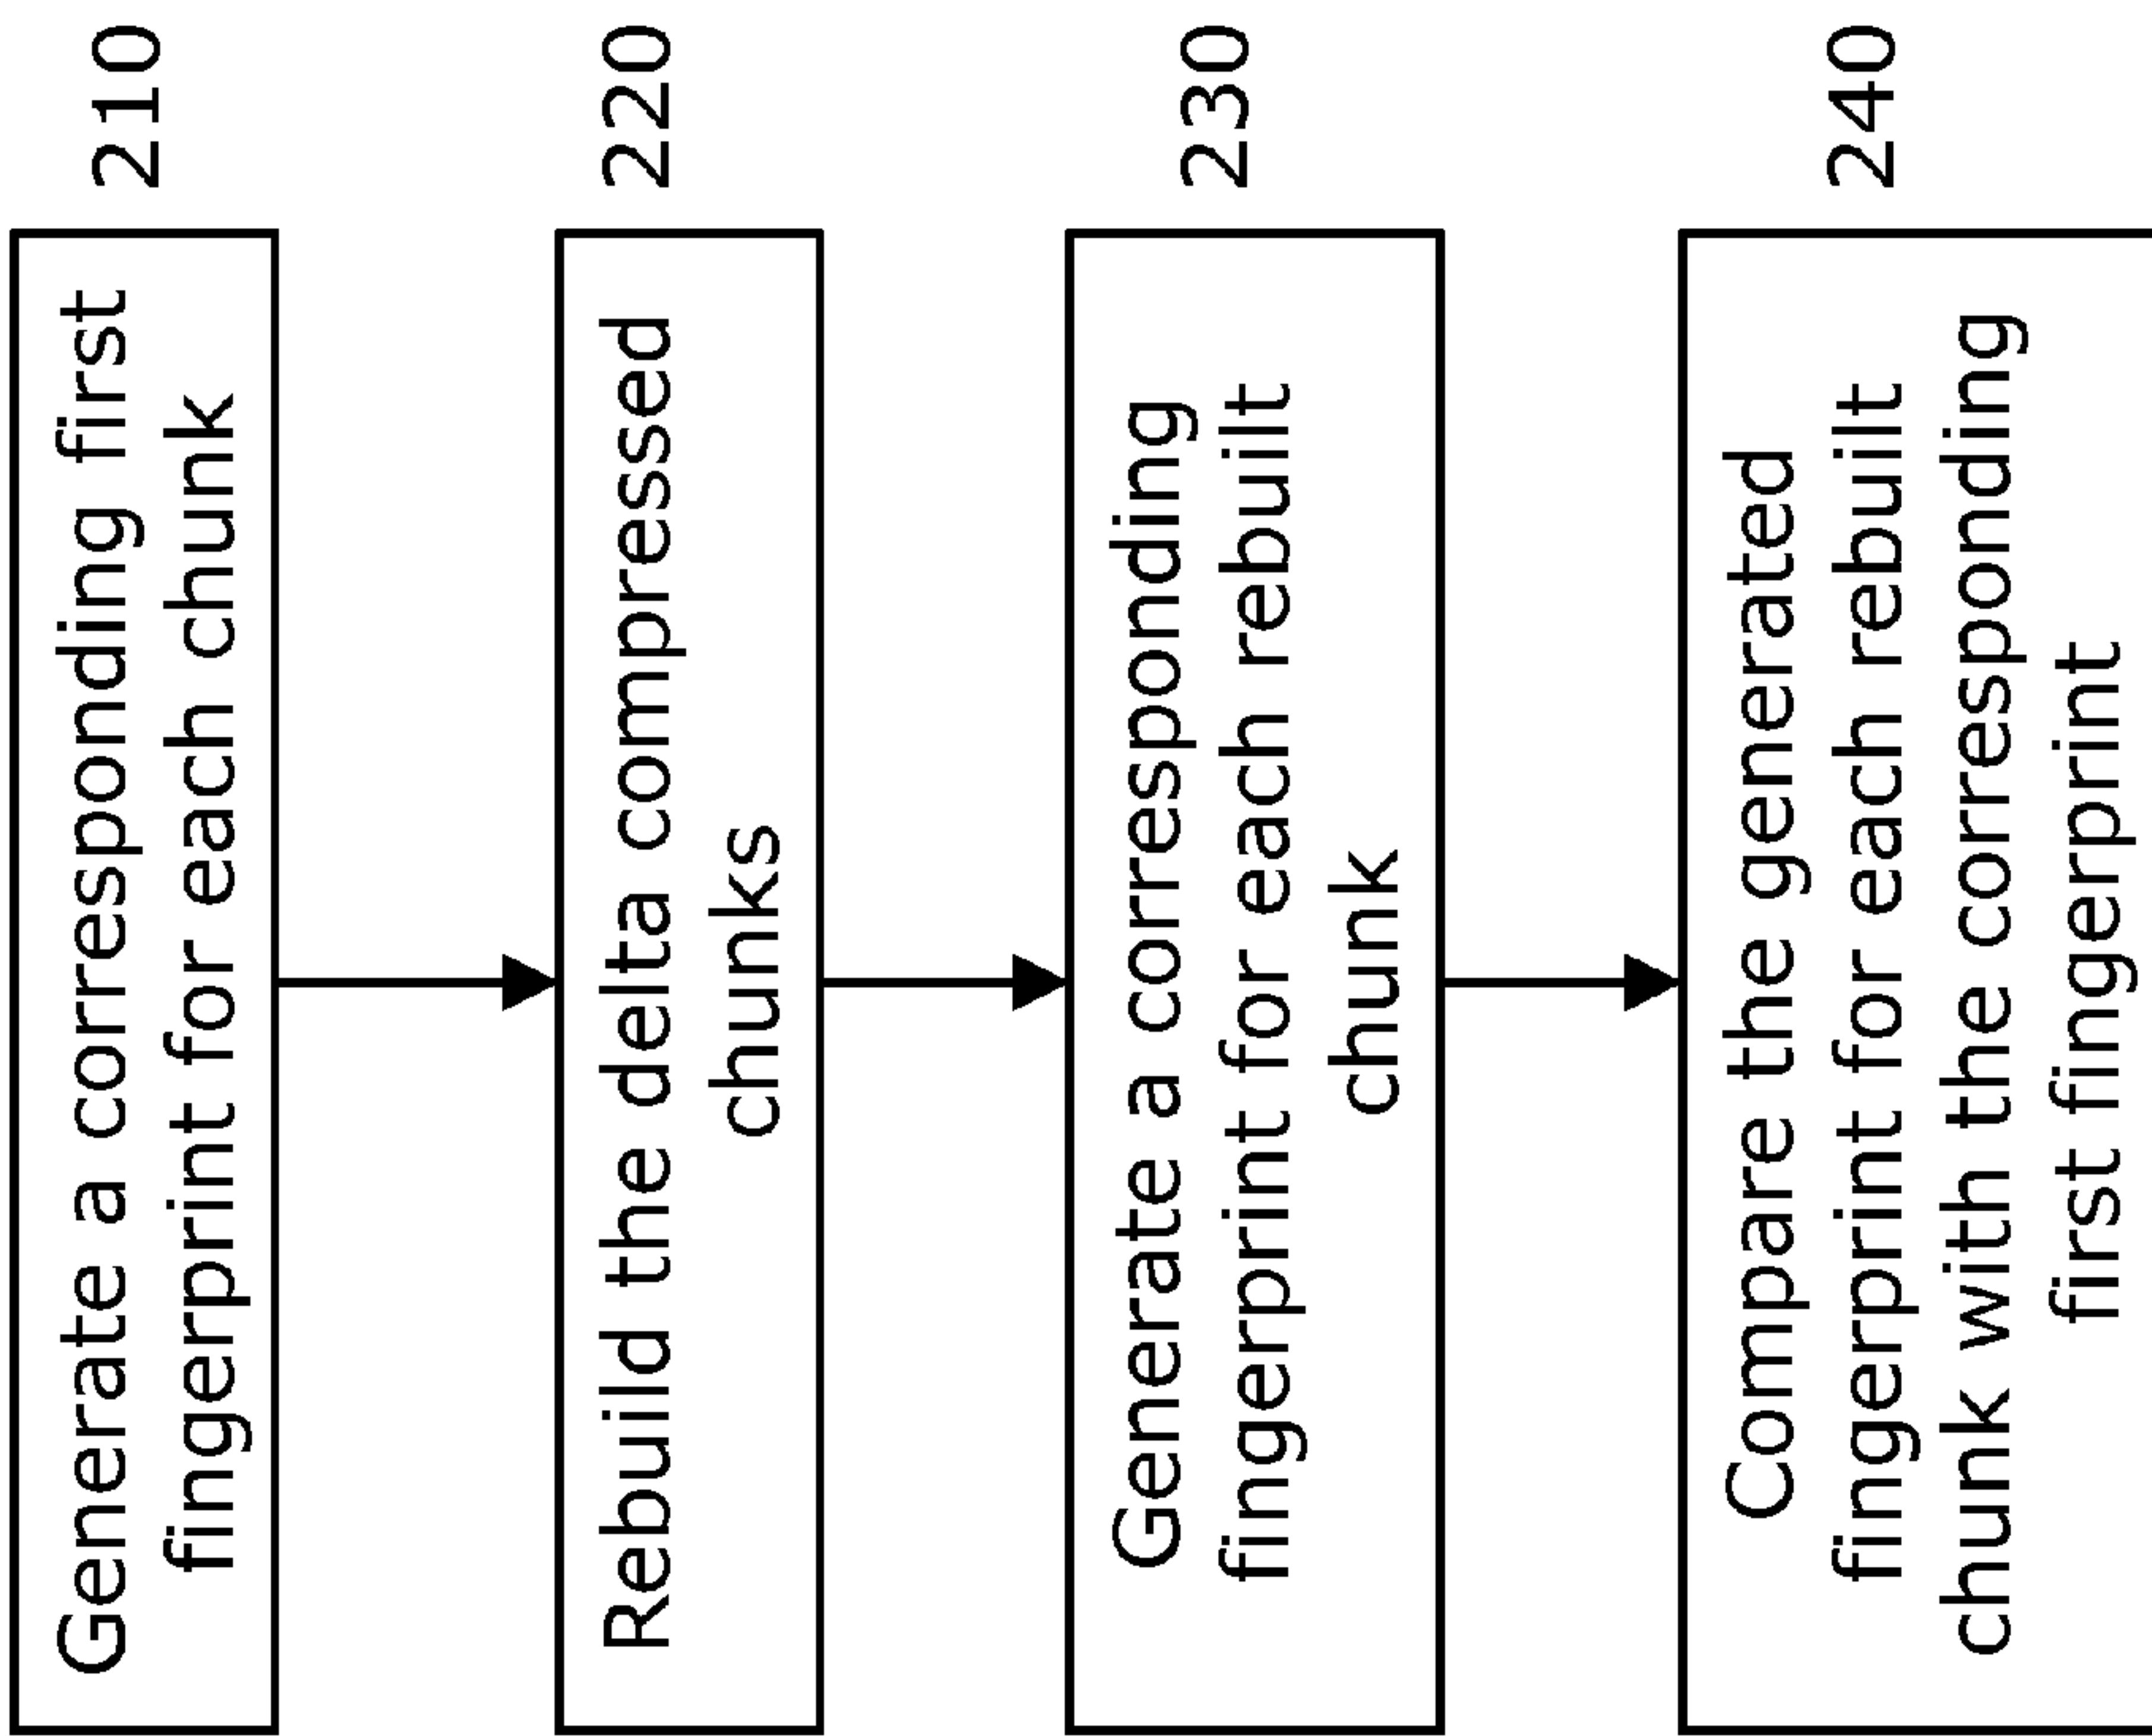 Generate a corresponding first
fingerprint for each chunk
210
Rebuild the delta compressed
chunks
220
Generate a corresponding
fingerprint for each rebuilt
chunk
230
Compare the generated
fingerprint for each rebuilt
chunk with the corresponding
first fingerprint
240